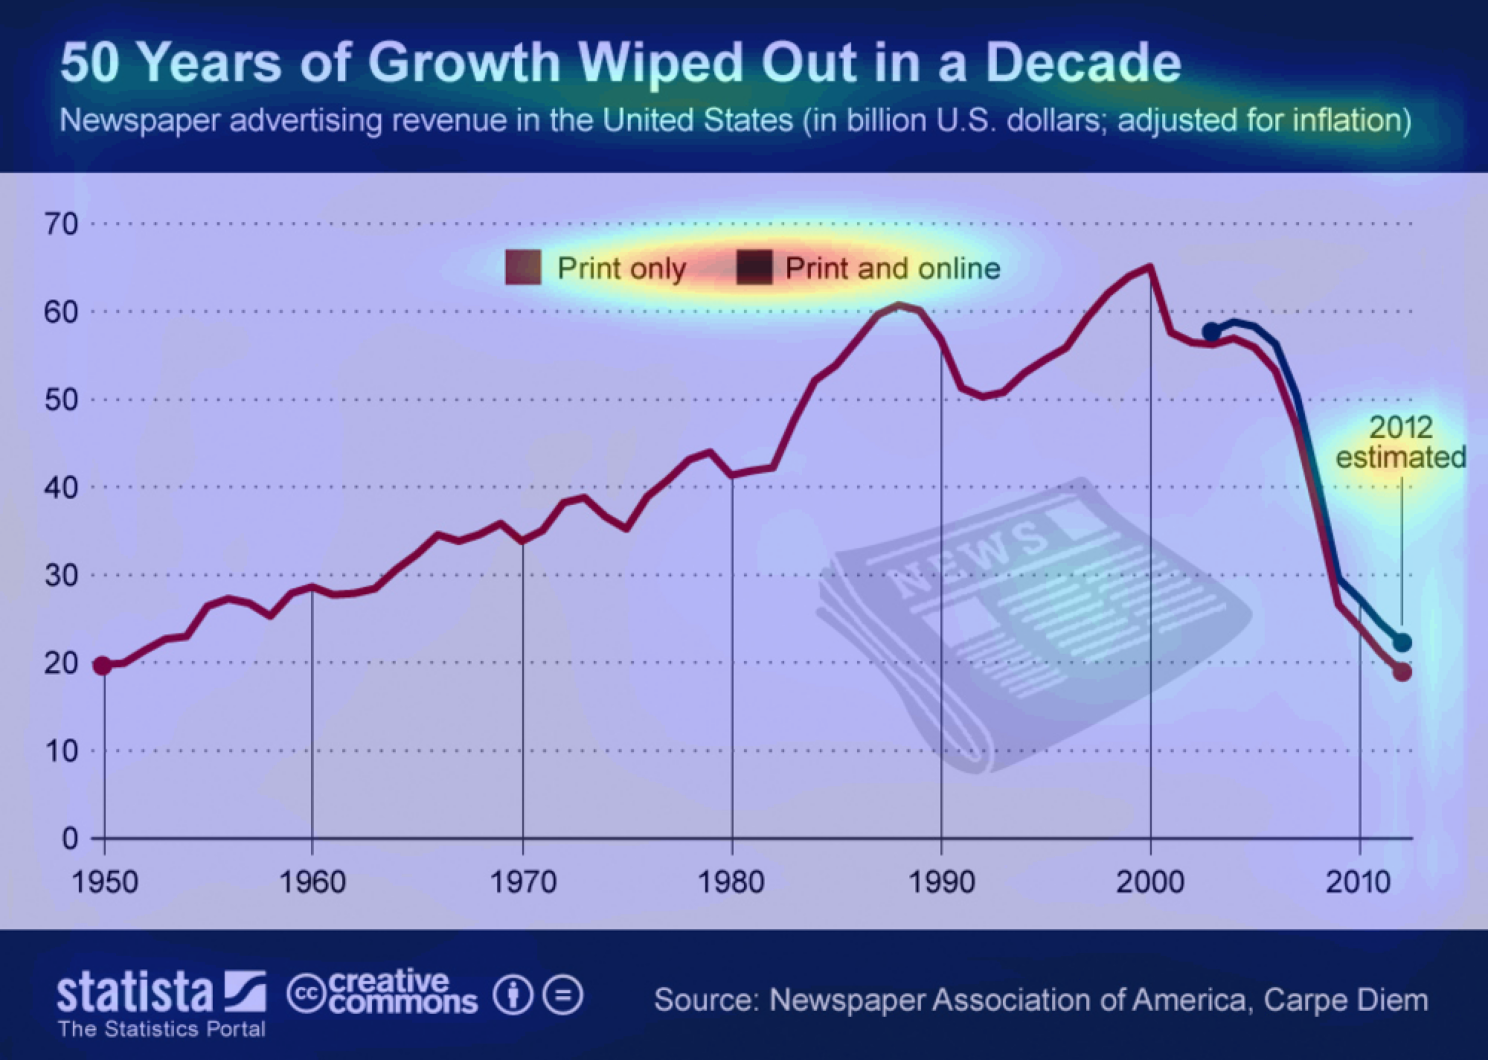 50 Years of Growth Wiped Out in a Decade
Newspaper advertising revenue in the United States (in billion U.S. dollars; adjusted for inflation)
70
Print only
Print and online
60
50
2012
estimated
40
NEWS
30
20
10
0
1950 1960 1970 1980 1990 2000 2010
statista
The Statistics Portal
cc creative
commons
=
Source: Newspaper Association of America, Carpe Diem